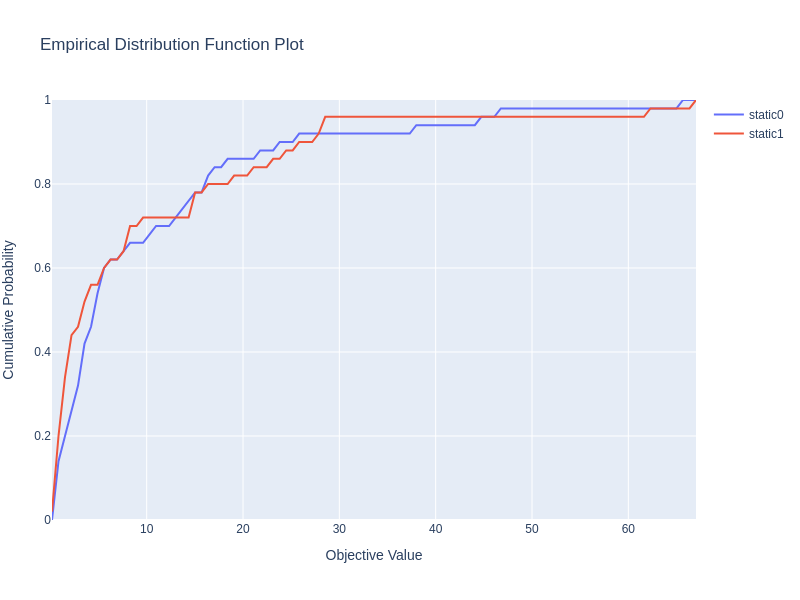 Empirical Distribution Function Plot
1
0.8
0.6
0.4
0.2
0
10 20 30 40 50 60
Objective Value
Cumulative Probability
static0
static1